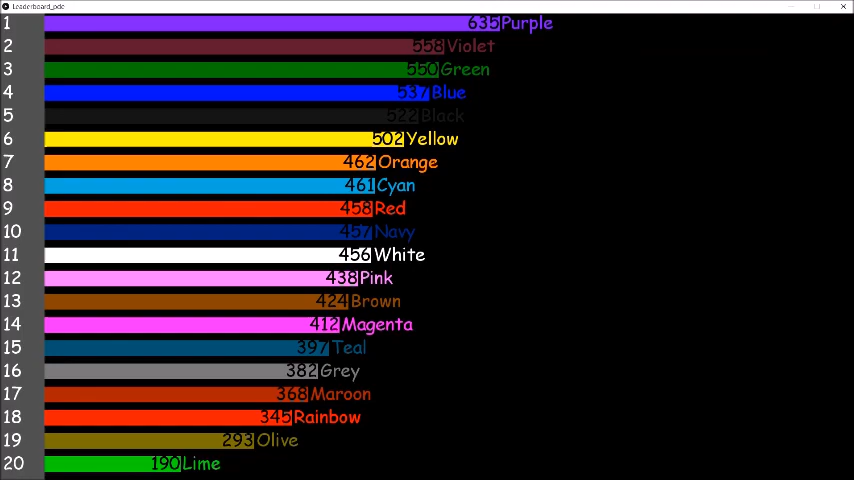 Leaderboard_pde
1 635 Purple
2 558 Violet
3 550 Green
4 537 Blue
5 522 Black
6 502 Yellow
7 462 Orange
8 461 Cyan
9 458 Red
10 457 Navy
11 456 White
12 438 Pink
13 424 Brown
14 412 Magenta
15 397 Teal
16 382 Grey
17 368 Maroon
18 345 Rainbow
19 293 Olive
20 190 Lime